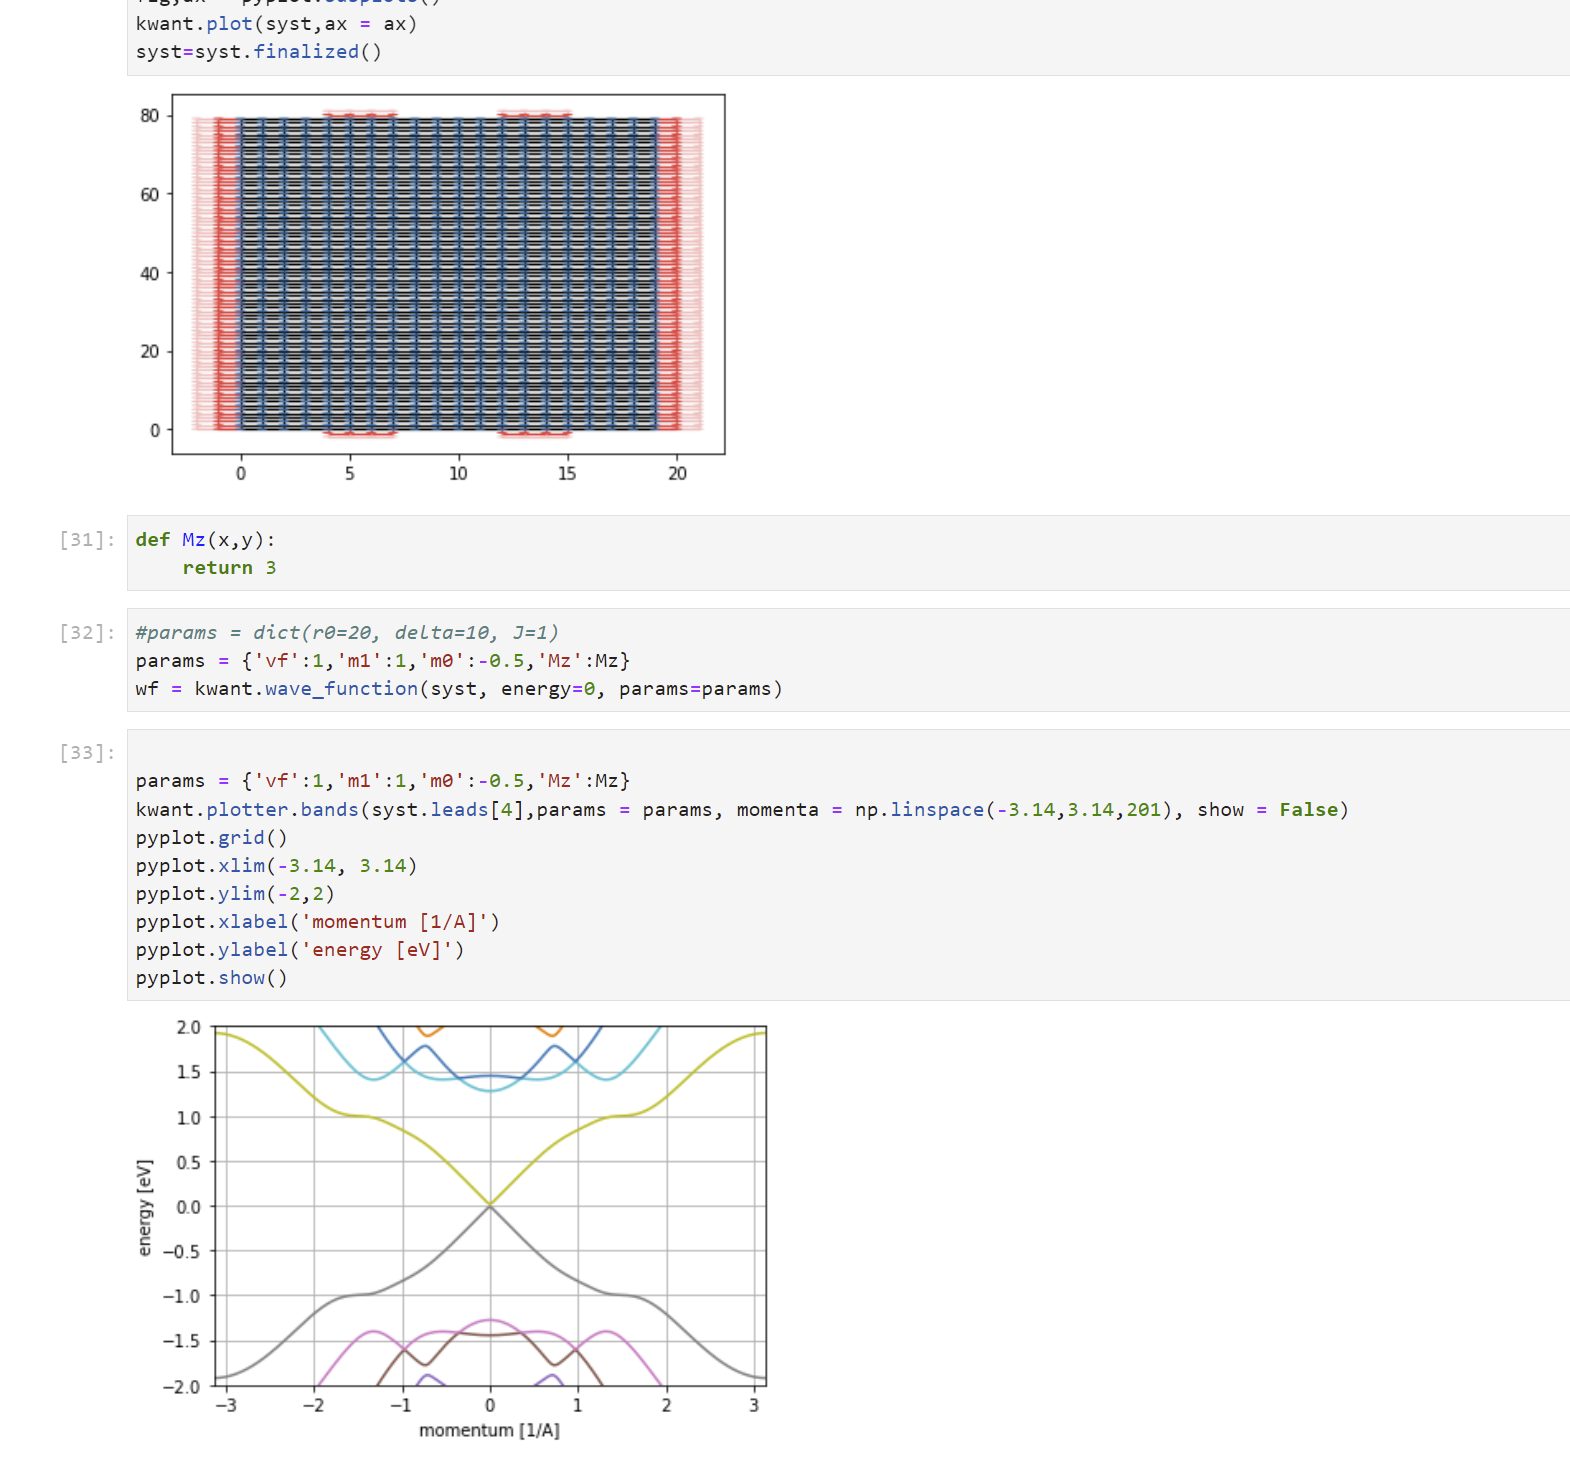 kwant.plot(syst,ax = ax)
syst=syst.finalized()
80
60
40
20
0
0 5 10 15 20
[31]:
def Mz(x,y):
    return 3
[32]:
#params = dict(r0=20, delta=10, J=1)
params = {'vf':1,'m1':1,'m0':-0.5,'Mz':Mz}
wf = kwant.wave_function(syst, energy=0, params=params)
[33]:
params = {'vf':1,'m1':1,'m0':-0.5,'Mz':Mz}
kwant.plotter.bands(syst.leads[4],params = params, momenta = np.linspace(-3.14,3.14,201), show = False)
pyplot.grid()
pyplot.xlim(-3.14, 3.14)
pyplot.ylim(-2,2)
pyplot.xlabel('momentum [1/A]')
pyplot.ylabel('energy [eV]')
pyplot.show()
2.0
1.5
1.0
0.5
0.0
−0.5
−1.0
−1.5
−2.0
energy [eV]
−3 −2 −1 0 1 2 3
momentum [1/A]